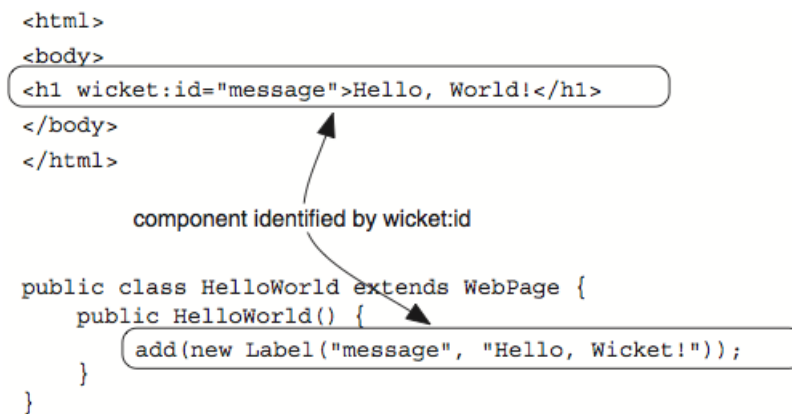 <html>
<body>
<h1 wicket:id="message">Hello, World!</h1>
</body>
</html>
component identified by wicket:id
public class HelloWorld extends WebPage {
public HelloWorld() {
add(new Label("message", "Hello, Wicket!"));
}
}